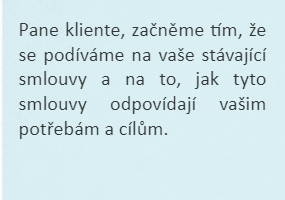 Pane kliente, začněme tím, že
se podíváme na vaše stávající
smlouvy a na to, jak tyto
smlouvy odpovídají vašim
potřebám a cílům.